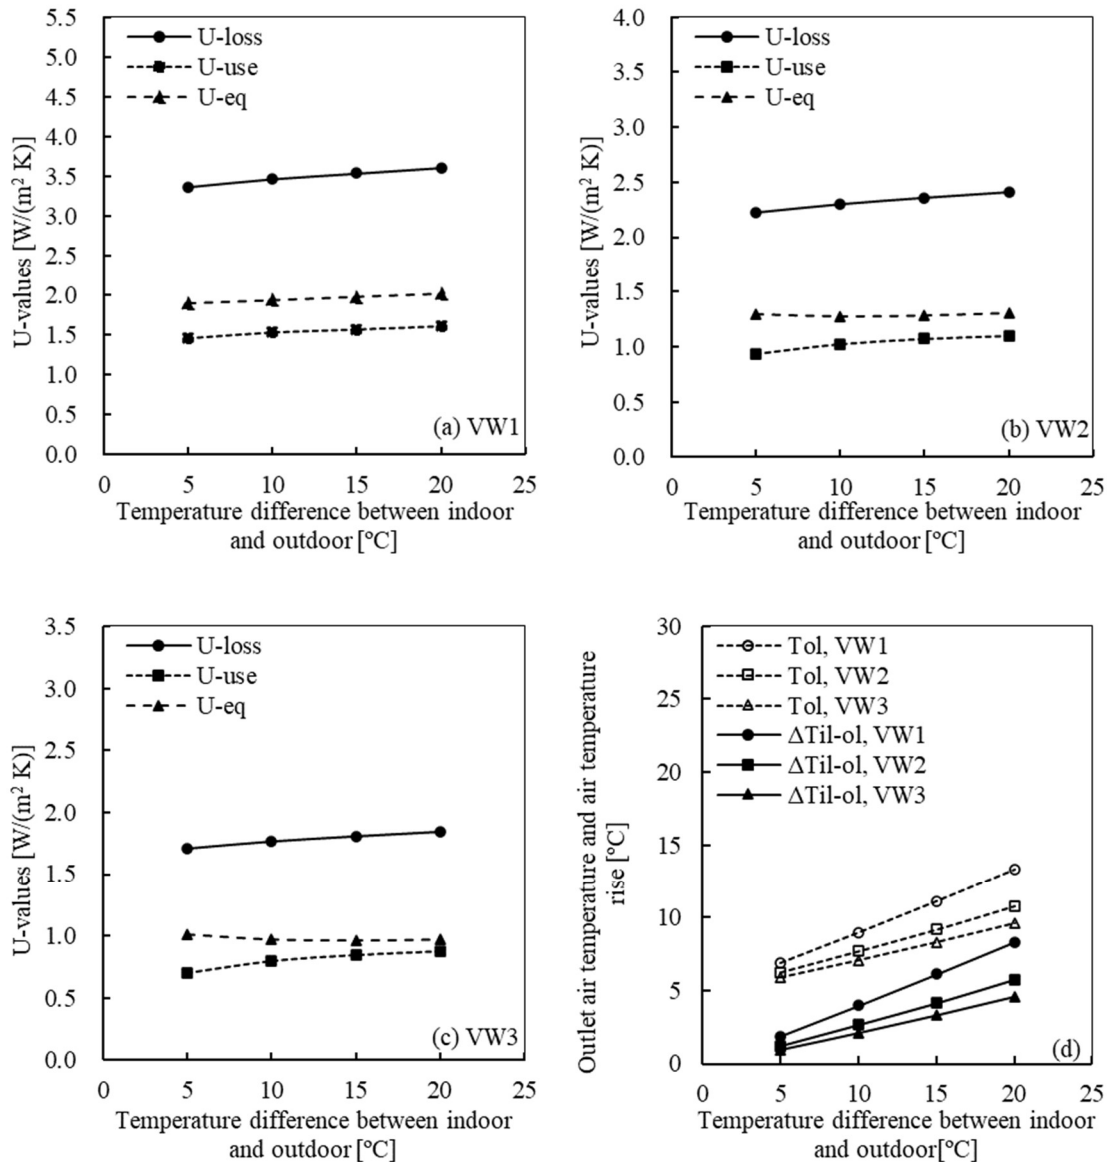 5.5
5.0
4.5
4.0
3.5
3.0
2.5
2.0
1.5
1.0
0.5
0.0
U-values [W/(m² K)]
U-loss
U-use
U-eq
(a) VW1
0 5 10 15 20 25
Temperature difference between indoor
and outdoor [°C]
4.0
3.5
3.0
2.5
2.0
1.5
1.0
0.5
0.0
U-values [W/(m² K)]
U-loss
U-use
U-eq
(b) VW2
0 5 10 15 20 25
Temperature difference between indoor
and outdoor [°C]
3.5
3.0
2.5
2.0
1.5
1.0
0.5
0.0
U-values [W/(m² K)]
U-loss
U-use
U-eq
(c) VW3
0 5 10 15 20 25
Temperature difference between indoor
and outdoor [°C]
30
25
20
15
10
5
0
Outlet air temperature and air temperature
rise [°C]
Tol, VW1
Tol, VW2
Tol, VW3
ΔTil-ol, VW1
ΔTil-ol, VW2
ΔTil-ol, VW3
(d)
0 5 10 15 20 25
Temperature difference between indoor
and outdoor[°C]